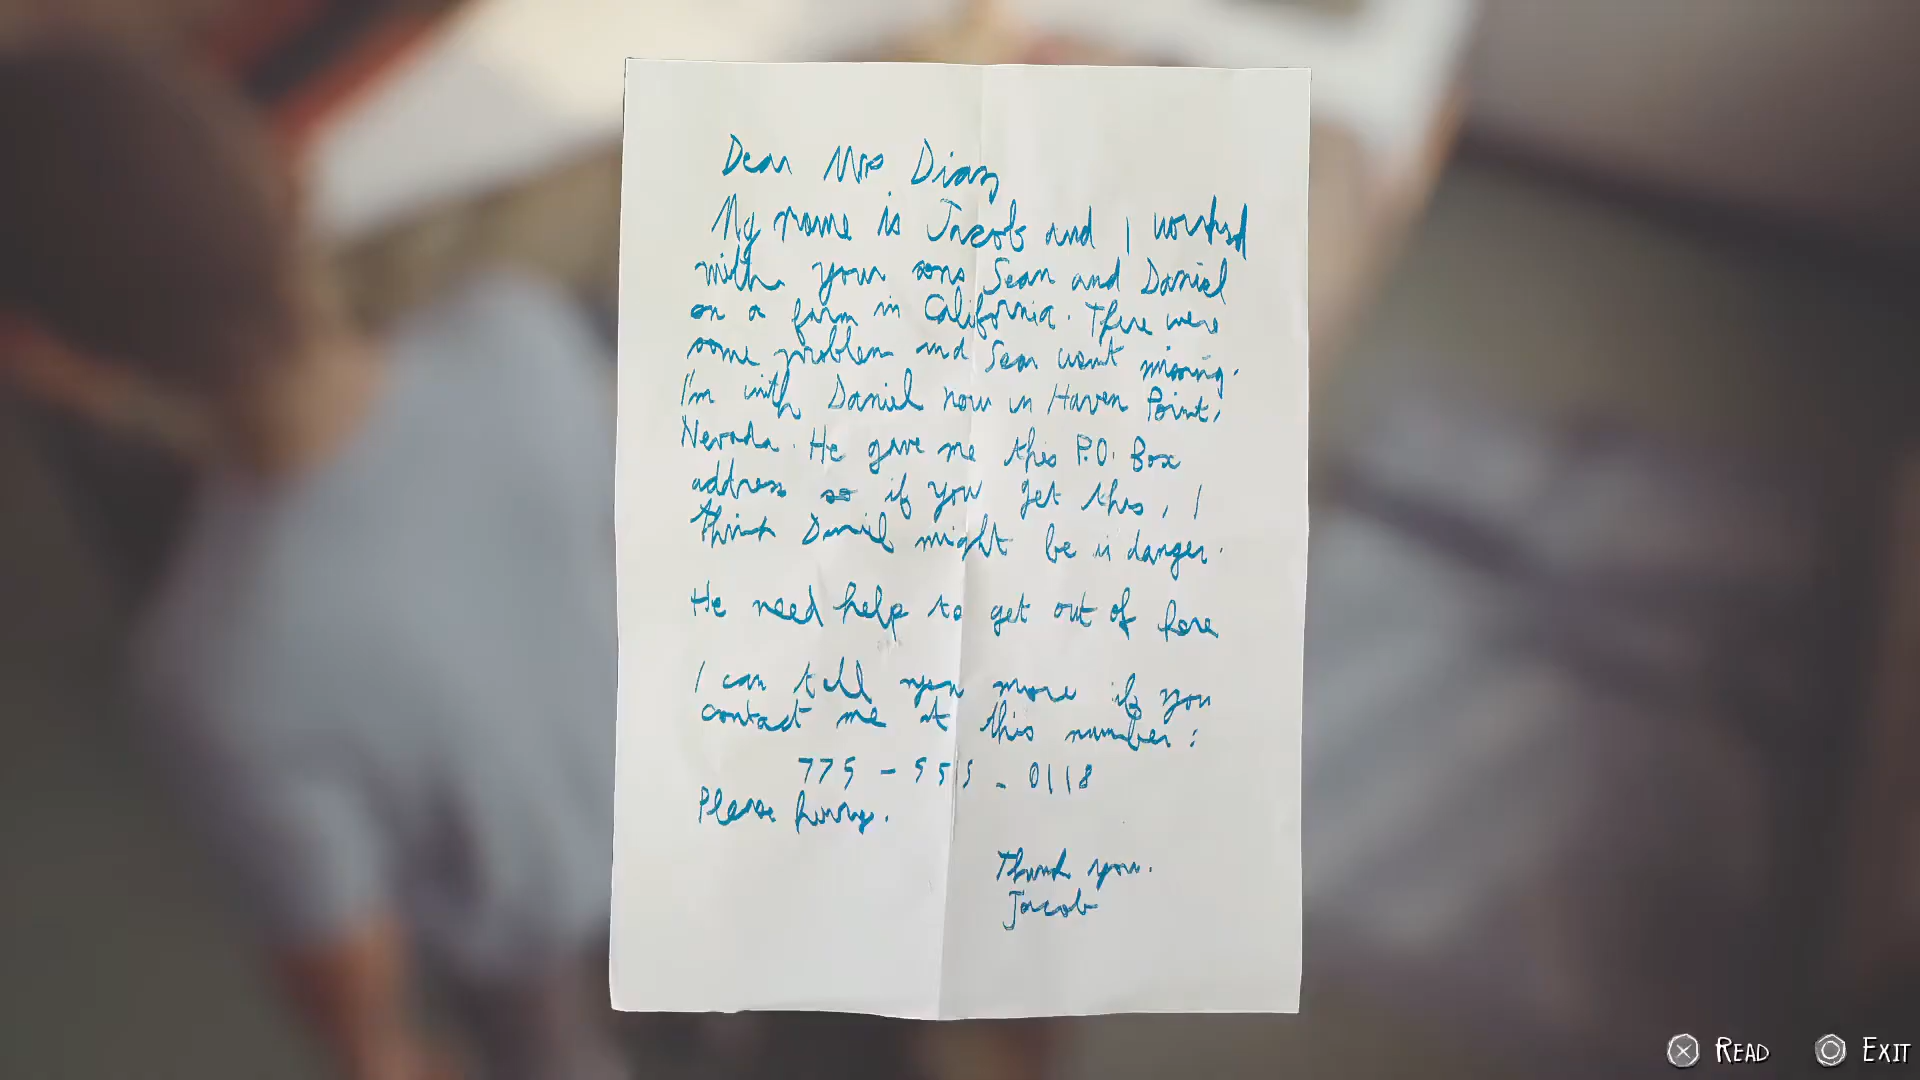 Dear Mrs Diaz
My name is Jacob and I worked
with your sons Sean and Daniel
on a farm in California. There were
some problem and Sean went missing.
I'm with Daniel now in Haven Point,
Nevada. He gave me this P.O. Box
address so if you get this, I
think Daniel might be in danger.
He need help to get out of here
I can tell you more if you
contact me at this number:
775 - 555 - 0118
Please hurry.
Thank you.
Jacob
READ EXIT